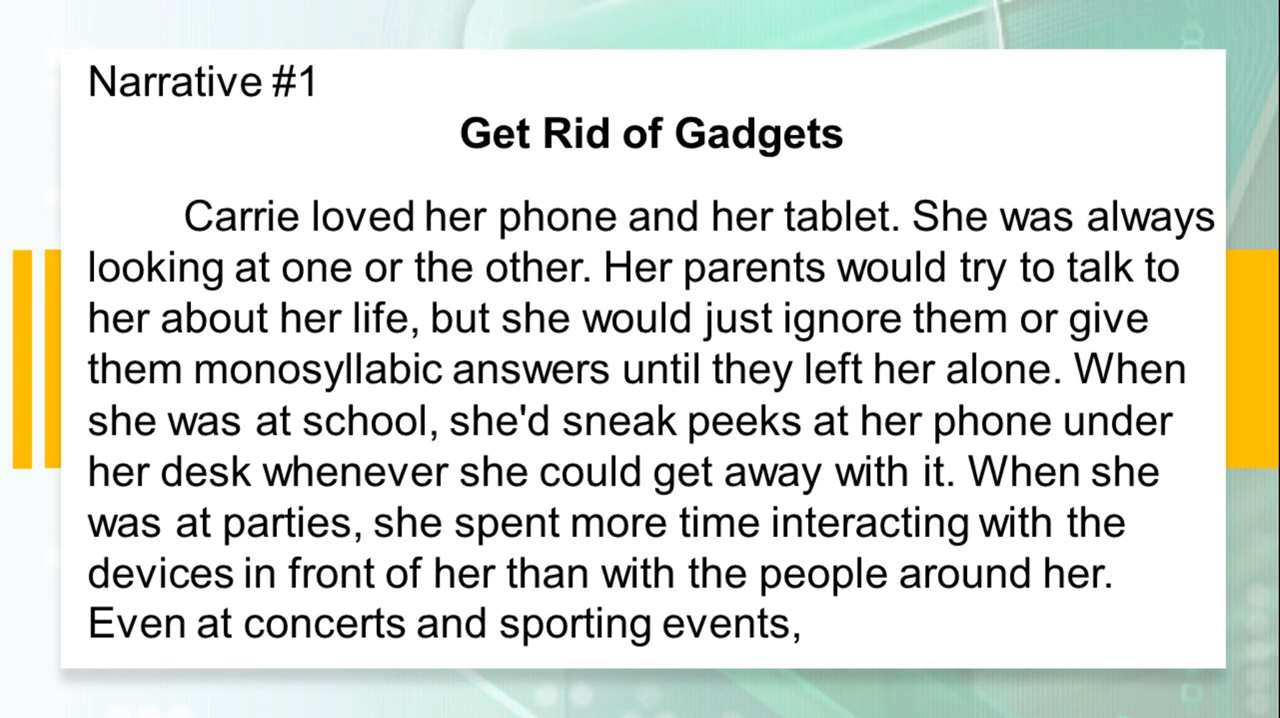 Narrative #1
Get Rid of Gadgets
Carrie loved her phone and her tablet. She was always
looking at one or the other. Her parents would try to talk to
her about her life, but she would just ignore them or give
them monosyllabic answers until they left her alone. When
she was at school, she'd sneak peeks at her phone under
her desk whenever she could get away with it. When she
was at parties, she spent more time interacting with the
devices in front of her than with the people around her.
Even at concerts and sporting events,